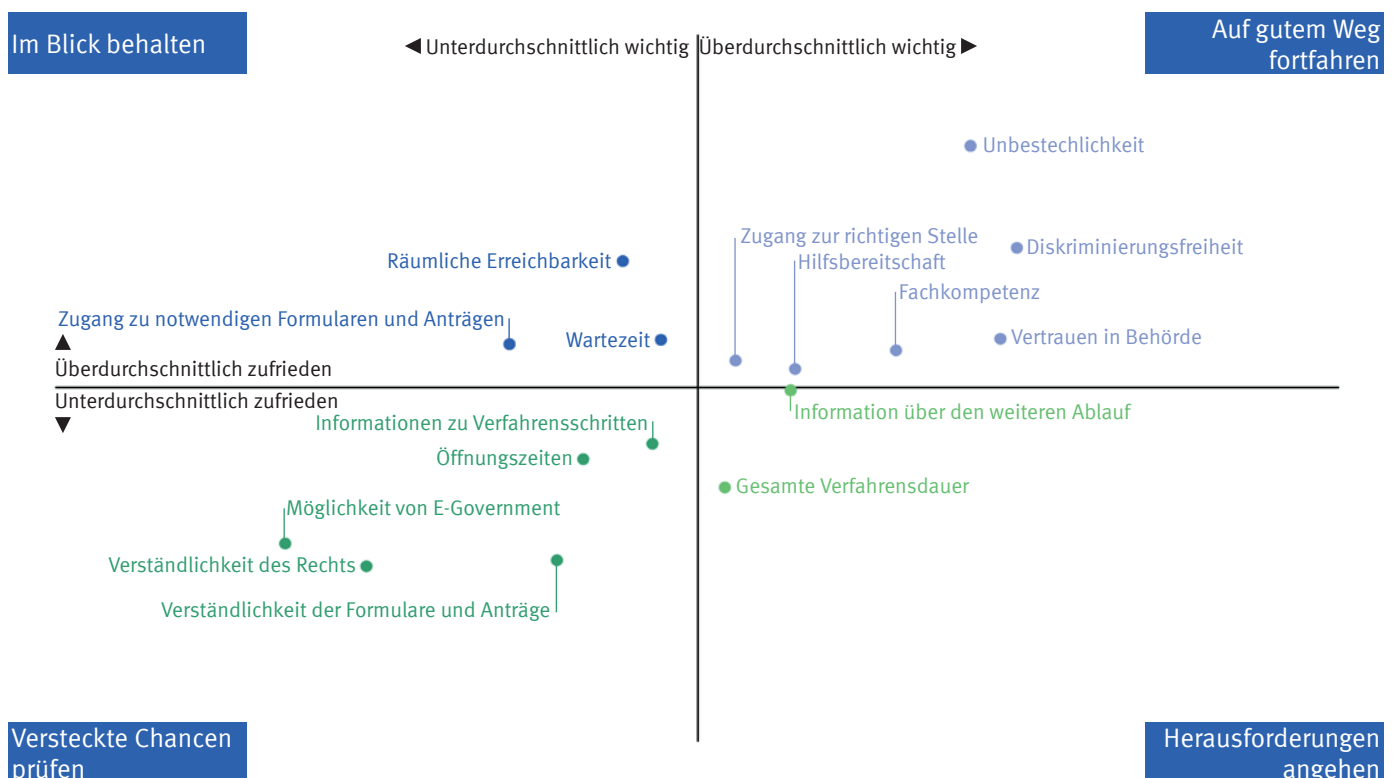 Im Blick behalten
◀ Unterdurchschnittlich wichtig
Überdurchschnittlich wichtig ▶
Auf gutem Weg
fortfahren
Unbestechlichkeit
Zugang zur richtigen Stelle
Diskriminierungsfreiheit
Räumliche Erreichbarkeit
Hilfsbereitschaft
Fachkompetenz
Zugang zu notwendigen Formularen und Anträgen
Wartezeit
Vertrauen in Behörde
▲
Überdurchschnittlich zufrieden
Unterdurchschnittlich zufrieden
▼
Information über den weiteren Ablauf
Informationen zu Verfahrensschritten
Öffnungszeiten
Gesamte Verfahrensdauer
Möglichkeit von E-Government
Verständlichkeit des Rechts
Verständlichkeit der Formulare und Anträge
Versteckte Chancen
prüfen
Herausforderungen
angehen